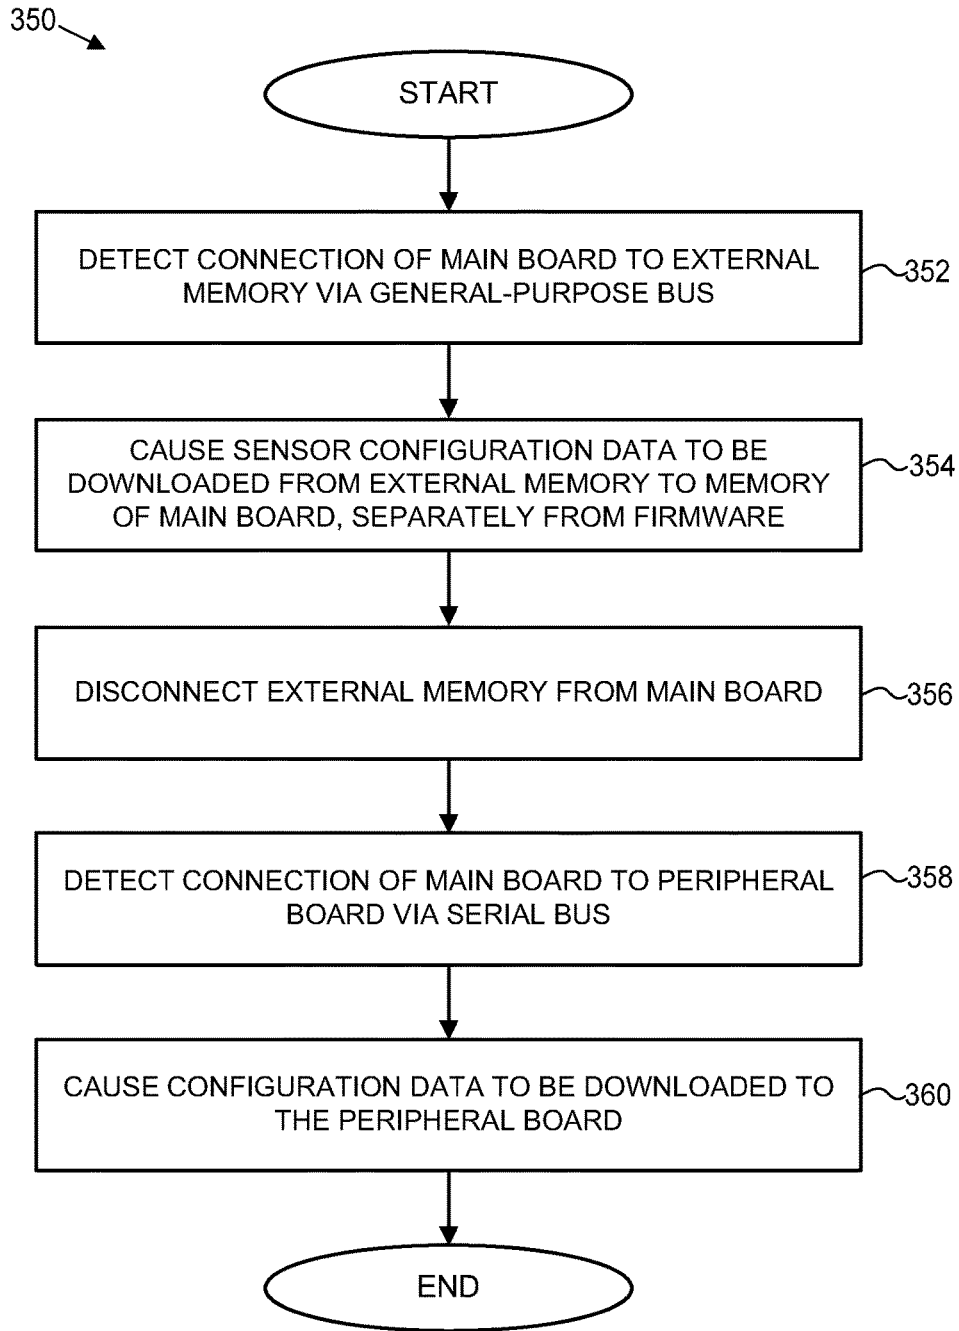 350
START
DETECT CONNECTION OF MAIN BOARD TO EXTERNAL
MEMORY VIA GENERAL-PURPOSE BUS
352
CAUSE SENSOR CONFIGURATION DATA TO BE
DOWNLOADED FROM EXTERNAL MEMORY TO MEMORY
OF MAIN BOARD, SEPARATELY FROM FIRMWARE
354
DISCONNECT EXTERNAL MEMORY FROM MAIN BOARD
356
DETECT CONNECTION OF MAIN BOARD TO PERIPHERAL
BOARD VIA SERIAL BUS
358
CAUSE CONFIGURATION DATA TO BE DOWNLOADED TO
THE PERIPHERAL BOARD
360
END